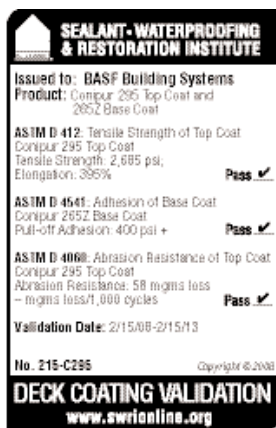 SEALANT - WATERPROOFING
& RESTORATION INSTITUTE
Issued to: BASF Building Systems
Product: Conipur 295 Top Coat and
265Z Base Coat
ASTM D 412: Tensile Strength of Top Coat
Conipur 295 Top Coat
Tensile Strength: 2,685 psi;
Elongation: 395%
Pass ✔
ASTM D 4541: Adhesion of Base Coat
Conipur 265Z Base Coat
Pull-off Adhesion: 400 psi +
Pass ✔
ASTM D 4060: Abrasion Resistance of Top Coat
Conipur 295 Top Coat
Abrasion Resistance: 58 mgms loss
– mgms loss/1,000 cycles
Pass ✔
Validation Date: 2/15/08-2/15/13
No. 215-C295
Copyright © 2008
DECK COATING VALIDATION
www.swrionline.org